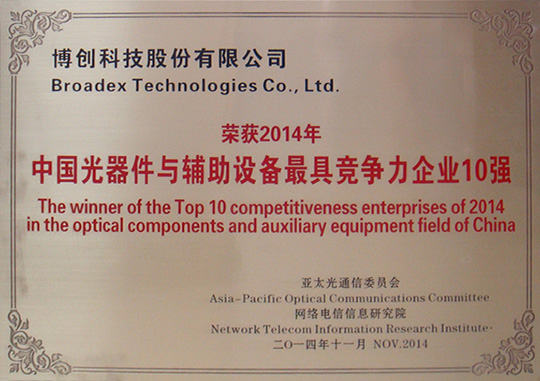 博创科技股份有限公司
Broadex Technologies Co., Ltd.
荣获2014年
中国光器件与辅助设备最具竞争力企业10强
The winner of the Top 10 competitiveness enterprises of 2014
in the optical components and auxiliary equipment field of China
亚太光通信委员会
Asia-Pacific Optical Communications Committee
网络电信信息研究院
Network Telecom Information Research Institute·
二〇一四年十一月 NOV.2014